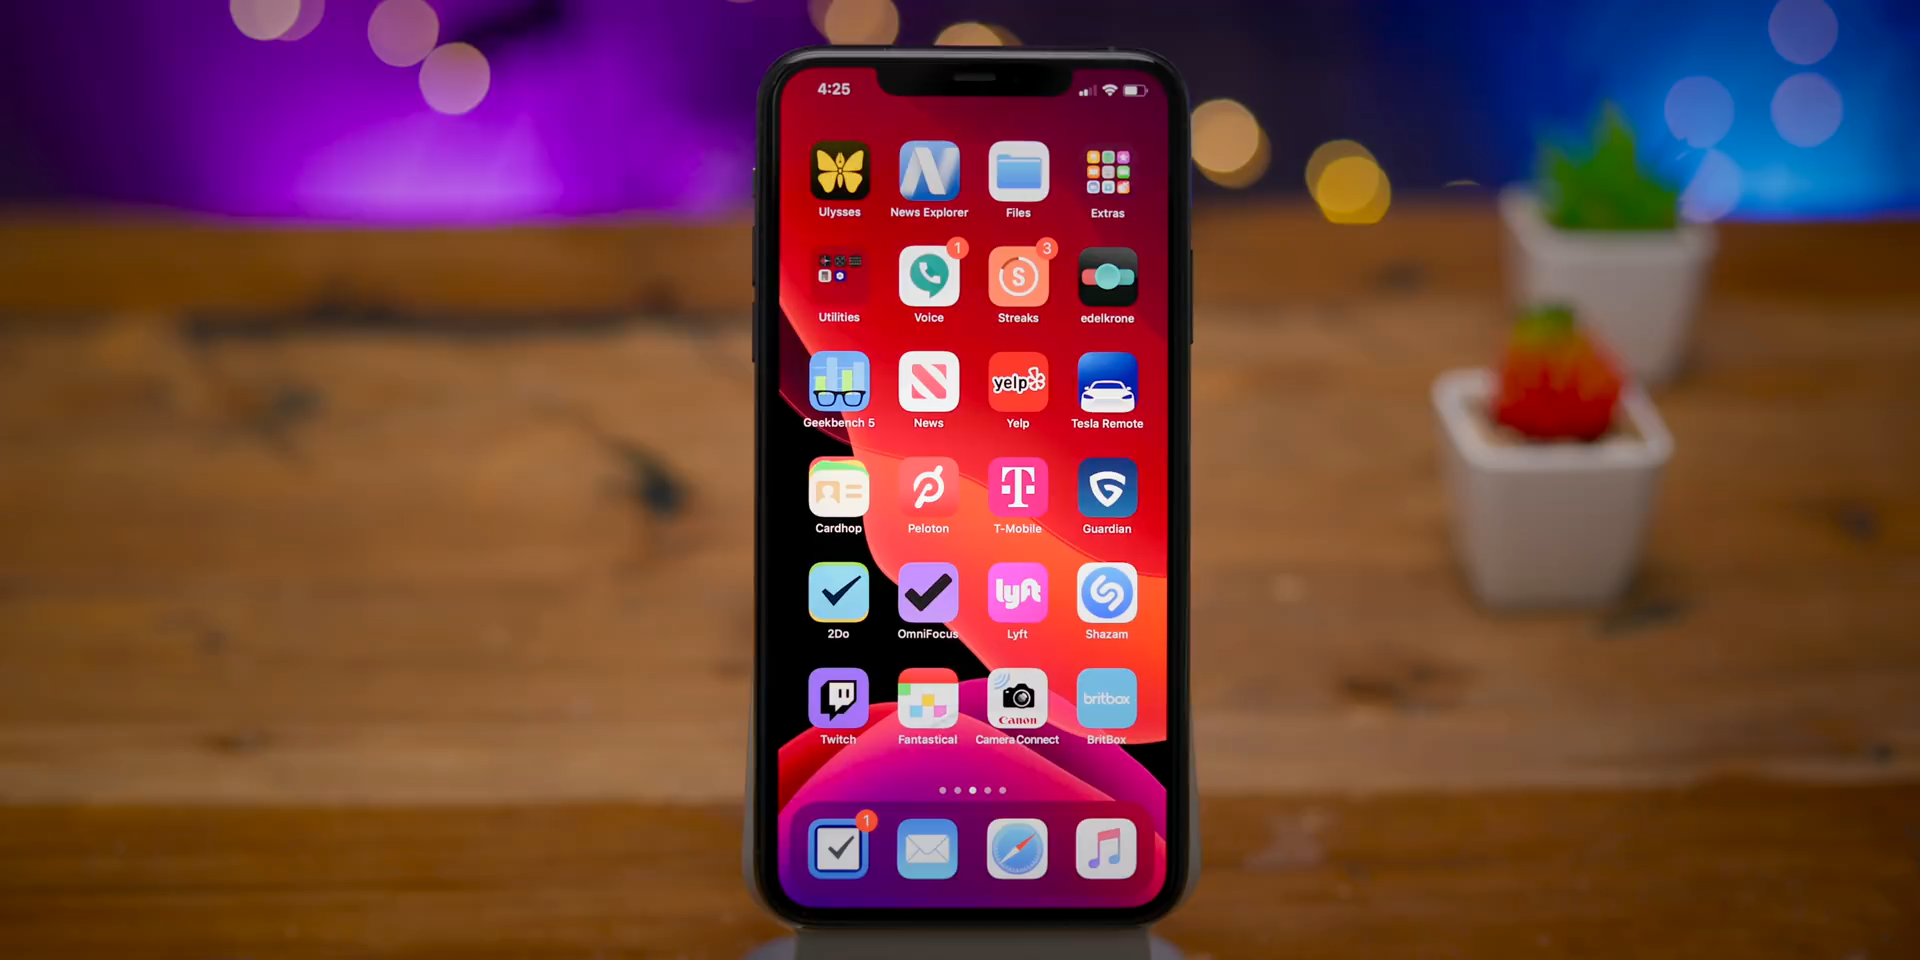 4:25
Ulysses
News Explorer
Files
Extras
Utilities
1
Voice
3
S
Streaks
edelkrone
Geekbench 5
News
yelp
Yelp
Tesla Remote
Cardhop
Peloton
T
T-Mobile
Guardian
2Do
OmniFocus
lyft
Lyft
Shazam
Twitch
Fantastical
Canon
Camera Connect
britbox
BritBox
1